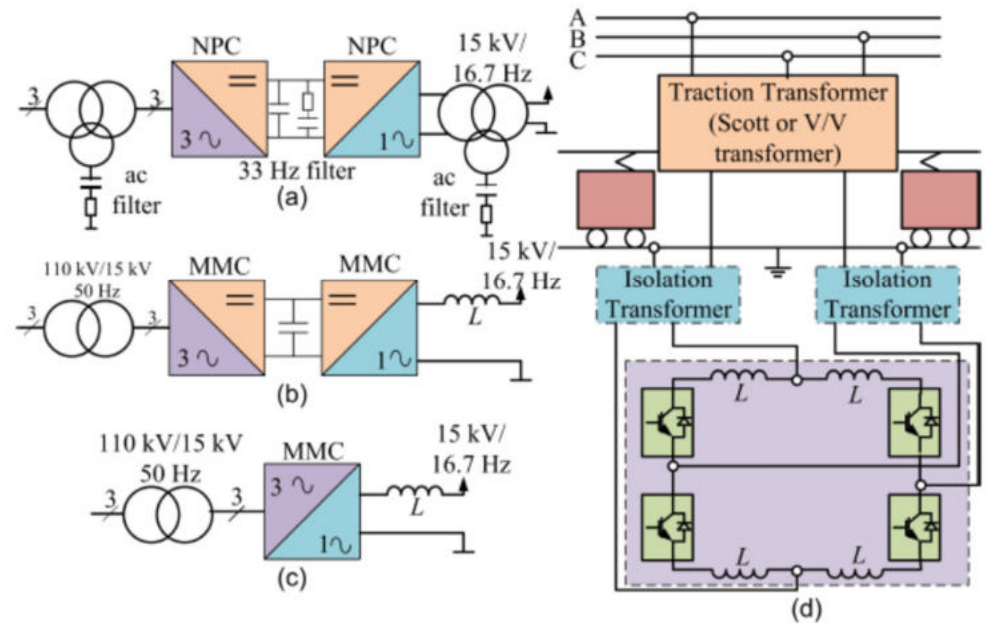 NPC
NPC
15 kV/
16.7 Hz
3
3
3
1
33 Hz filter
ac
filter
ac
filter
(a)
110 kV/15 kV
50 Hz
MMC
MMC
15 kV/
16.7 Hz
3
3
3
1
L
(b)
110 kV/15 kV
50 Hz
MMC
15 kV/
16.7 Hz
3
3
3
1
L
(c)
A
B
C
Traction Transformer
(Scott or V/V
transformer)
Isolation
Transformer
Isolation
Transformer
L
L
L
L
(d)